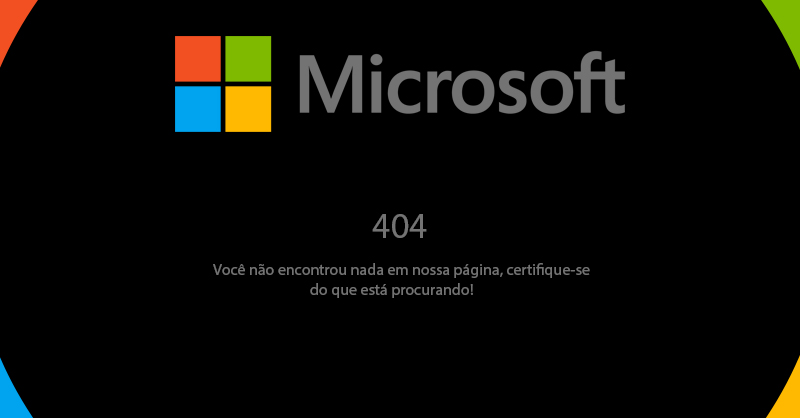 Microsoft
404
Você não encontrou nada em nossa página, certifique-se
do que está procurando!